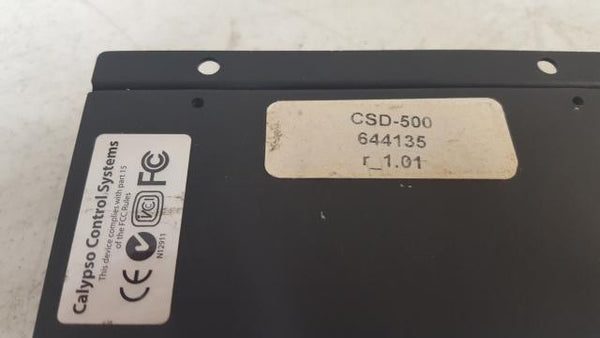 CSD-500
644135
r_1.01
Calypso Control Systems
This device complies with part 15
of the FCC Rules
CE
VCI
FC
N12911